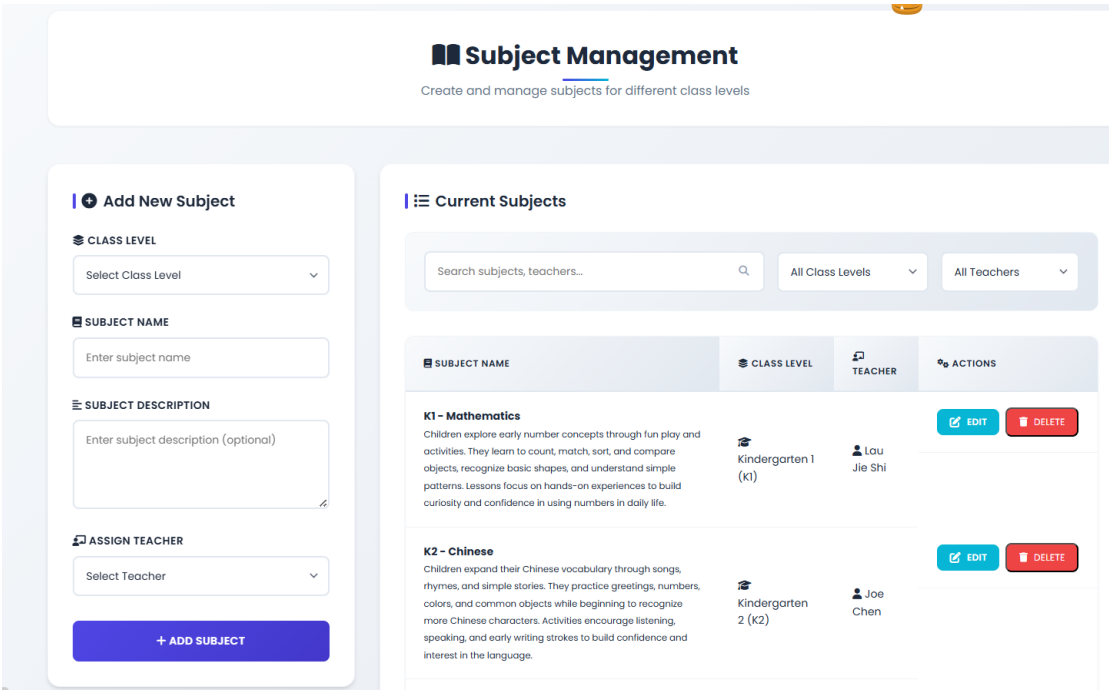 Subject Management
Create and manage subjects for different class levels
Add New Subject
CLASS LEVEL
Select Class Level
SUBJECT NAME
Enter subject name
SUBJECT DESCRIPTION
Enter subject description (optional)
ASSIGN TEACHER
Select Teacher
+ ADD SUBJECT
Current Subjects
Search subjects, teachers...
All Class Levels
All Teachers
SUBJECT NAME
CLASS LEVEL
TEACHER
ACTIONS
K1 - Mathematics
Children explore early number concepts through fun play and
activities. They learn to count, match, sort, and compare
objects, recognize basic shapes, and understand simple
patterns. Lessons focus on hands-on experiences to build
curiosity and confidence in using numbers in daily life.
Kindergarten 1
(K1)
Lau
Jie Shi
EDIT
DELETE
K2 - Chinese
Children expand their Chinese vocabulary through songs,
rhymes, and simple stories. They practice greetings, numbers,
colors, and common objects while beginning to recognize
more Chinese characters. Activities encourage listening,
speaking, and early writing strokes to build confidence and
interest in the language.
Kindergarten
2 (K2)
Joe
Chen
EDIT
DELETE